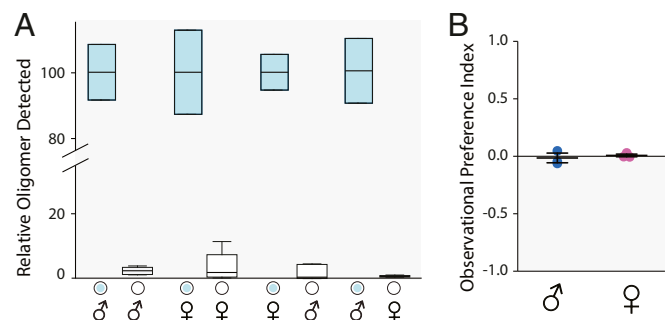 A
B
Relative Oligomer Detected
100
80
20
0
♂ ♂ ♀ ♀ ♀ ♂ ♂ ♀
Observational Preference Index
1.0
0.5
0.0
-0.5
-1.0
♂ ♀